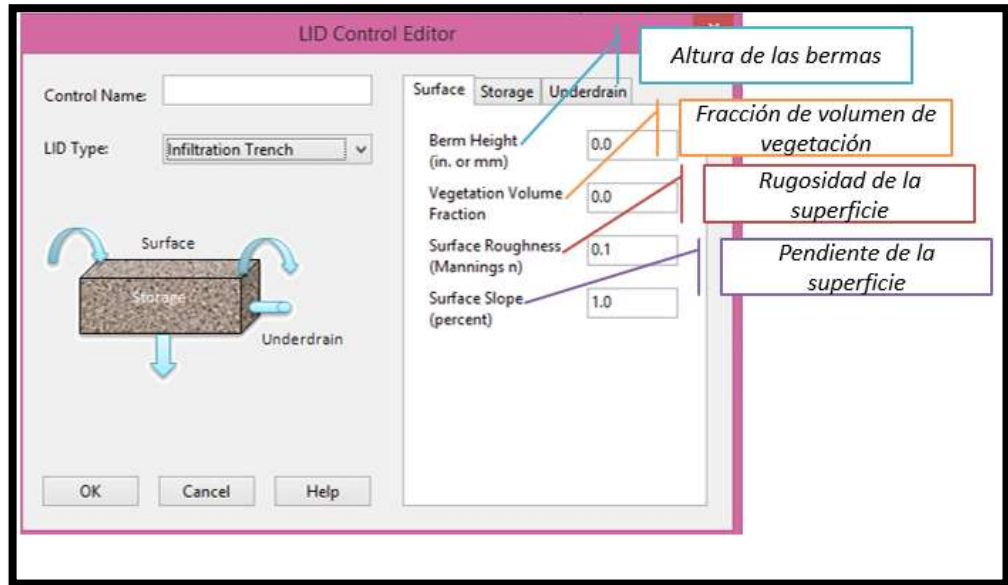 LID Control Editor
Control Name:
LID Type:
Infiltration Trench
Surface
Storage
Underdrain
Surface
Storage
Underdrain
Berm Height
(in. or mm)
0.0
Vegetation Volume
Fraction
0.0
Surface Roughness
(Mannings n)
0.1
Surface Slope
(percent)
1.0
OK
Cancel
Help
Altura de las bermas
Fracción de volumen de
vegetación
Rugosidad de la
superficie
Pendiente de la
superficie